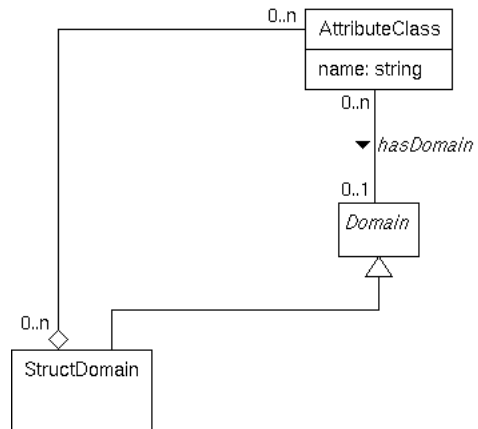 0..n
AttributeClass
name: string
0..n
hasDomain
0..1
Domain
0..n
StructDomain